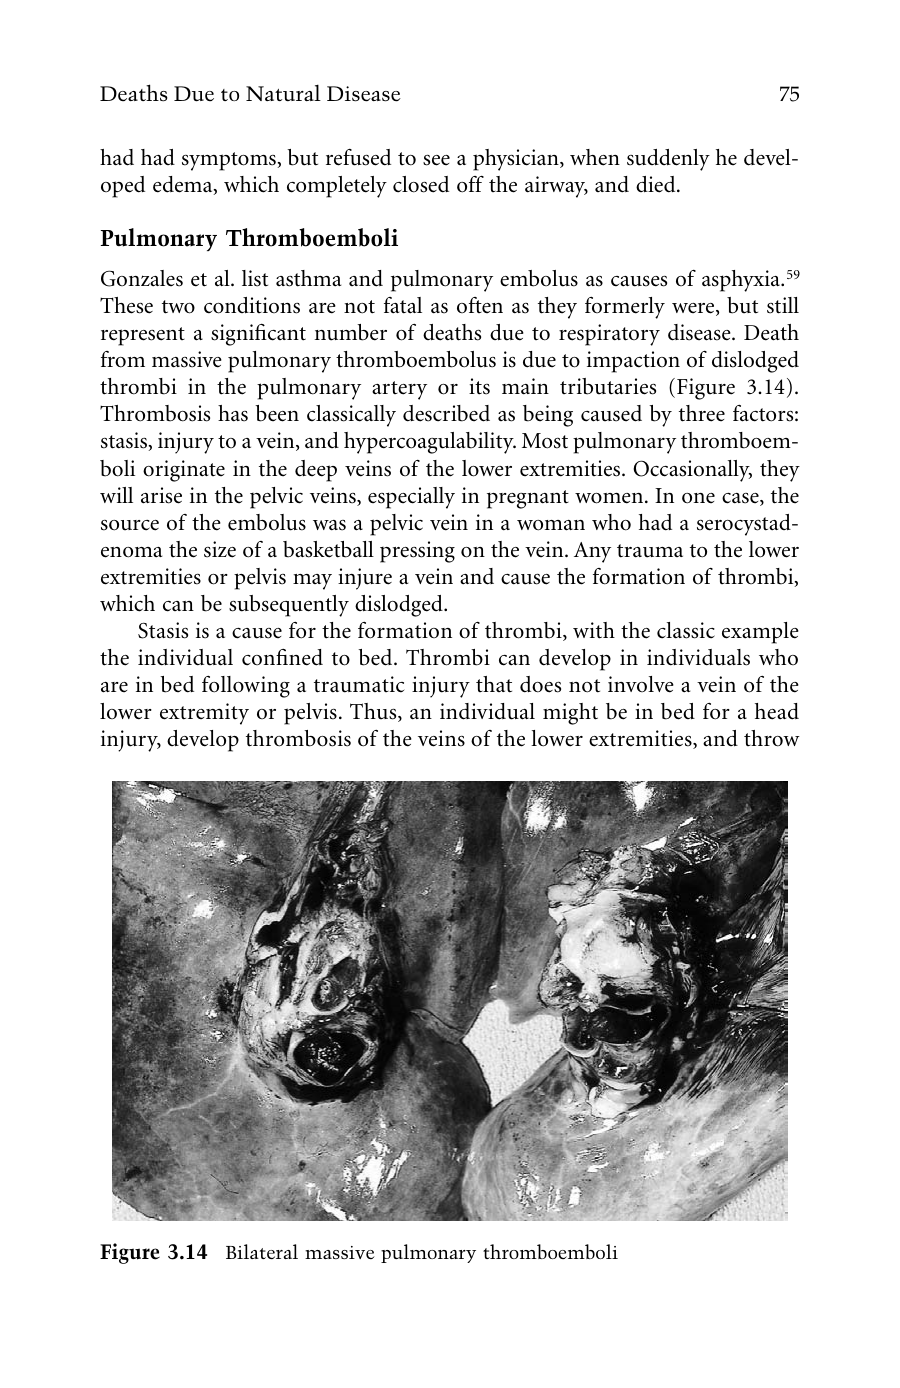 Deaths Due to Natural Disease 75
had had symptoms, but refused to see a physician, when suddenly he devel-
oped edema, which completely closed off the airway, and died.
Pulmonary Thromboemboli
Gonzales et al. list asthma and pulmonary embolus as causes of asphyxia.59
These two conditions are not fatal as often as they formerly were, but still
represent a significant number of deaths due to respiratory disease. Death
from massive pulmonary thromboembolus is due to impaction of dislodged
thrombi in the pulmonary artery or its main tributaries (Figure 3.14).
Thrombosis has been classically described as being caused by three factors:
stasis, injury to a vein, and hypercoagulability. Most pulmonary thromboem-
boli originate in the deep veins of the lower extremities. Occasionally, they
will arise in the pelvic veins, especially in pregnant women. In one case, the
source of the embolus was a pelvic vein in a woman who had a serocystad-
enoma the size of a basketball pressing on the vein. Any trauma to the lower
extremities or pelvis may injure a vein and cause the formation of thrombi,
which can be subsequently dislodged.
Stasis is a cause for the formation of thrombi, with the classic example
the individual confined to bed. Thrombi can develop in individuals who
are in bed following a traumatic injury that does not involve a vein of the
lower extremity or pelvis. Thus, an individual might be in bed for a head
injury, develop thrombosis of the veins of the lower extremities, and throw
Figure 3.14 Bilateral massive pulmonary thromboemboli